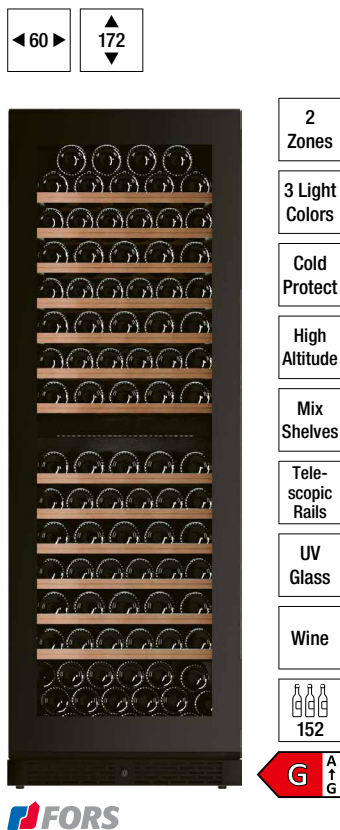 60
172
2
Zones
3 Light
Colors
Cold
Protect
High
Altitude
Mix
Shelves
Tele-
scopic
Rails
UV
Glass
Wine
152
G
A
G
FORS